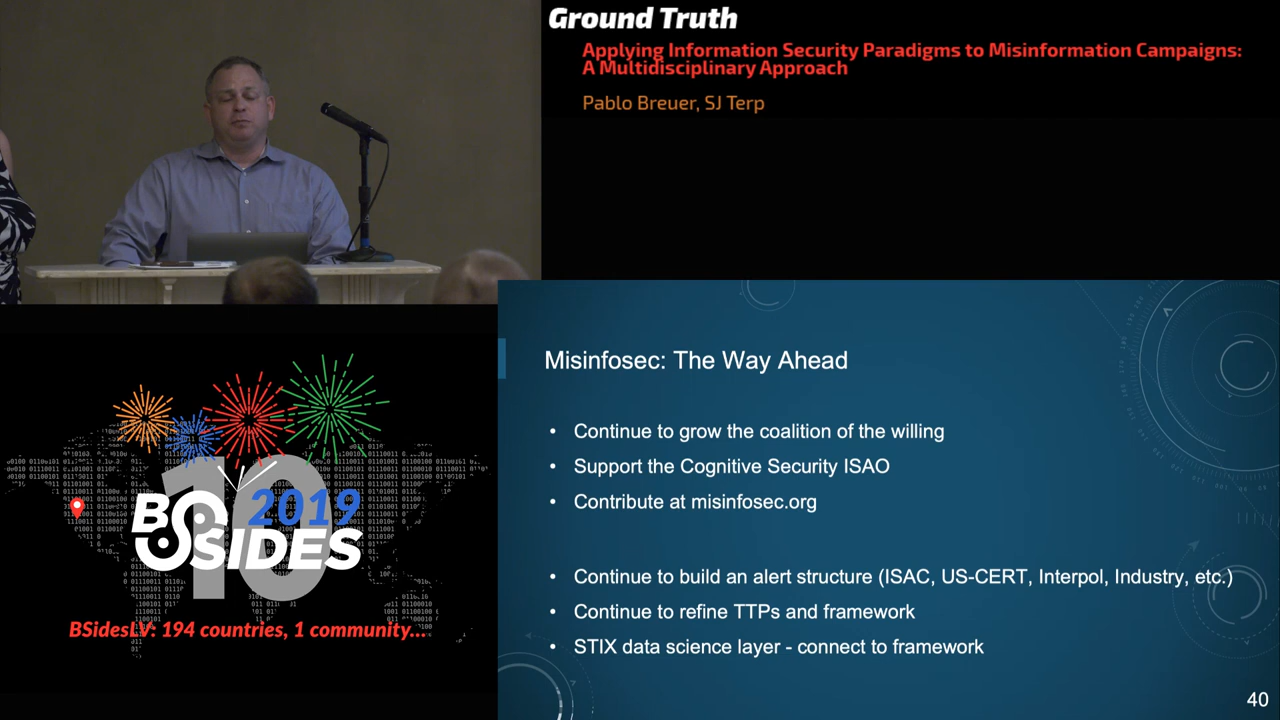 Ground Truth
Applying Information Security Paradigms to Misinformation Campaigns:
A Multidisciplinary Approach
Pablo Breuer, SJ Terp
Misinfosec: The Way Ahead
• Continue to grow the coalition of the willing
• Support the Cognitive Security ISAO
• Contribute at misinfosec.org
• Continue to build an alert structure (ISAC, US-CERT, Interpol, Industry, etc.)
• Continue to refine TTPs and framework
• STIX data science layer - connect to framework
40
10
2019
BSIDES
BSidesLV: 194 countries, 1 community...